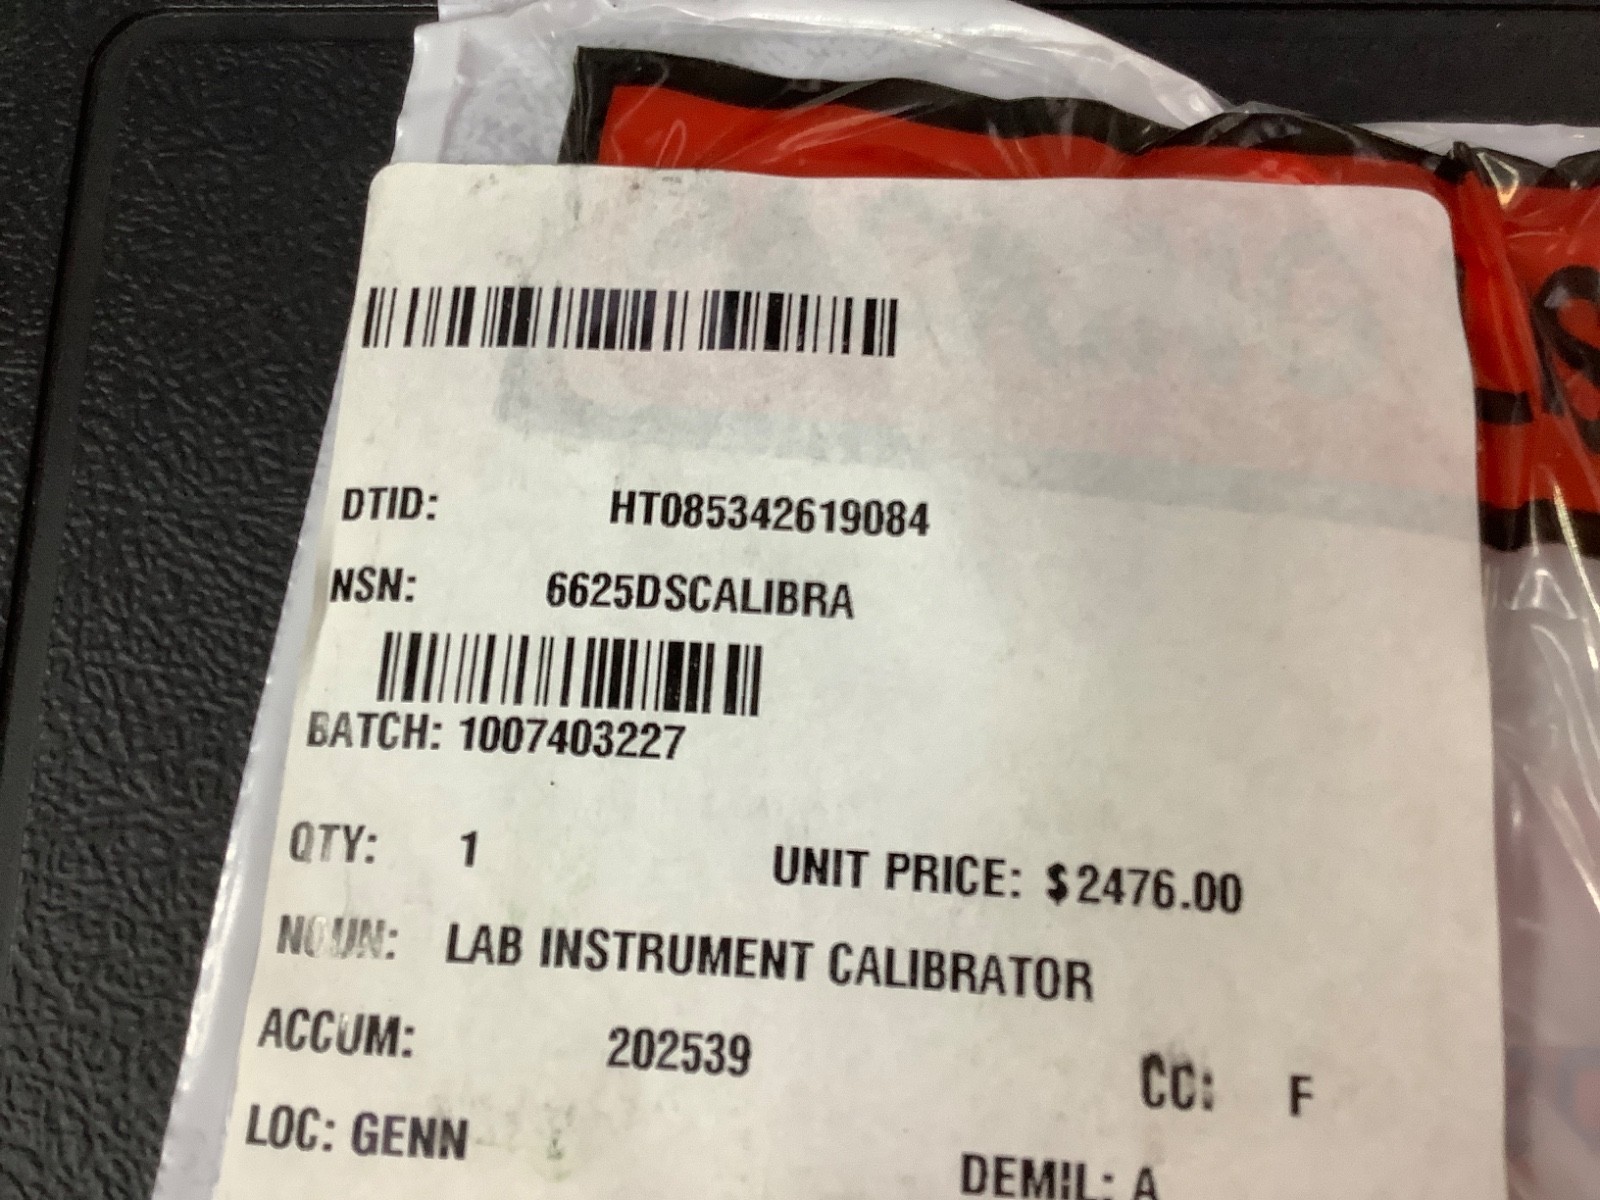 DTID: HT085342619084
NSN: 6625DSCALIBRA
BATCH: 1007403227
QTY: 1 UNIT PRICE: $2476.00
NOUN: LAB INSTRUMENT CALIBRATOR
ACCUM: 202539
CC: F
LOC: GENN
DEMIL: A